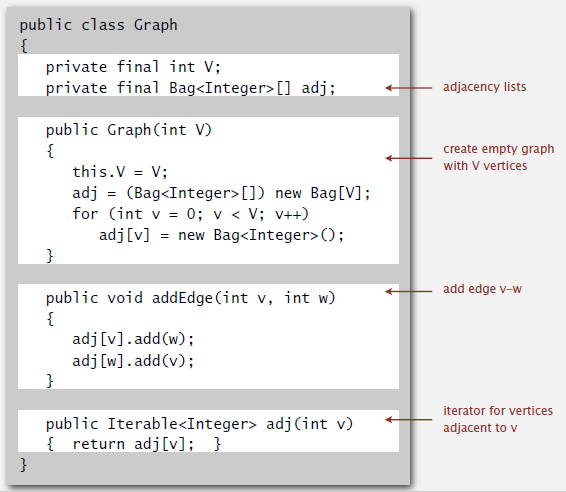 public class Graph
{
private final int V;
private final Bag<Integer>[] adj;
adjacency lists
public Graph(int V)
{
this.V = V;
adj = (Bag<Integer>[]) new Bag[V];
for (int v = 0; v < V; v++)
adj[v] = new Bag<Integer>();
}
create empty graph
with V vertices
public void addEdge(int v, int w)
{
adj[v].add(w);
adj[w].add(v);
}
add edge v–w
public Iterable<Integer> adj(int v)
{ return adj[v]; }
}
iterator for vertices
adjacent to v